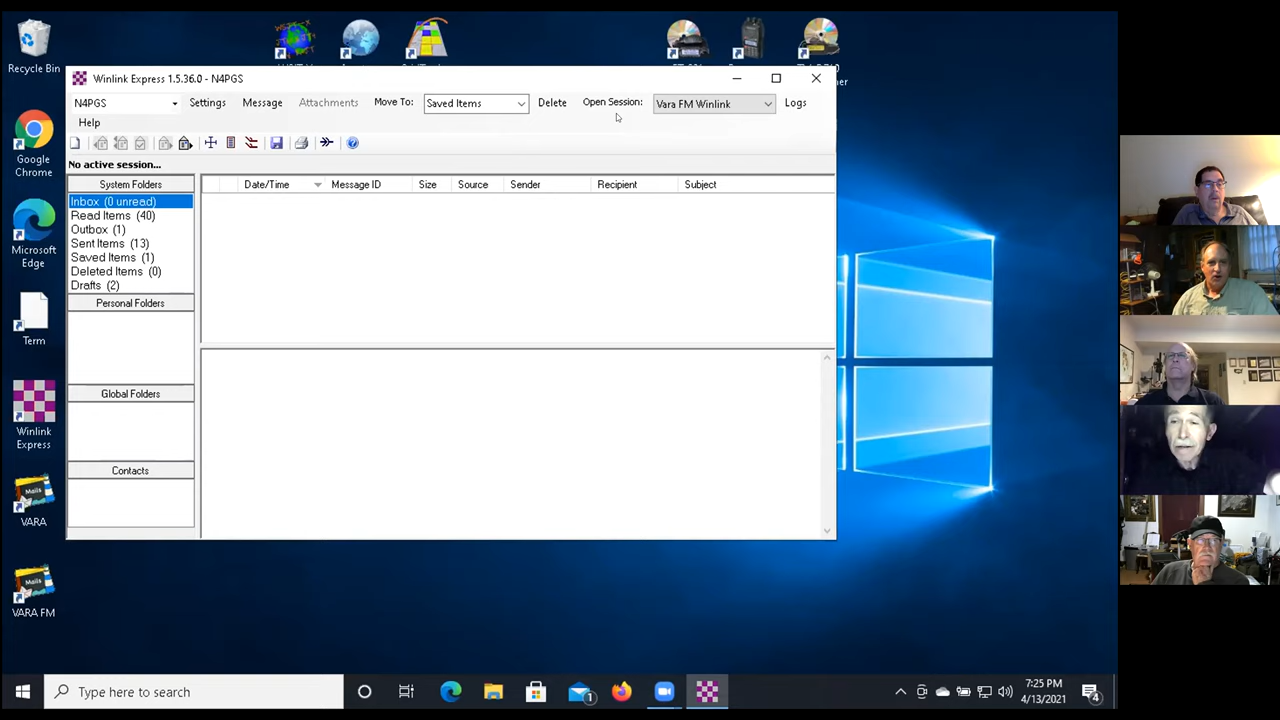 Recycle Bin
Google
Chrome
Microsoft
Edge
Term
Winlink
Express
VARA
VARA FM
Winlink Express 1.5.36.0 - N4PGS
N4PGS Settings Message Attachments Move To: Saved Items Delete Open Session: Vara FM Winlink Logs
Help
No active session...
System Folders
Inbox (0 unread)
Read Items (40)
Outbox (1)
Sent Items (13)
Saved Items (1)
Deleted Items (0)
Drafts (2)
Personal Folders
Global Folders
Contacts
Date/Time Message ID Size Source Sender Recipient Subject
Type here to search
1
7:25 PM
4/13/2021
4